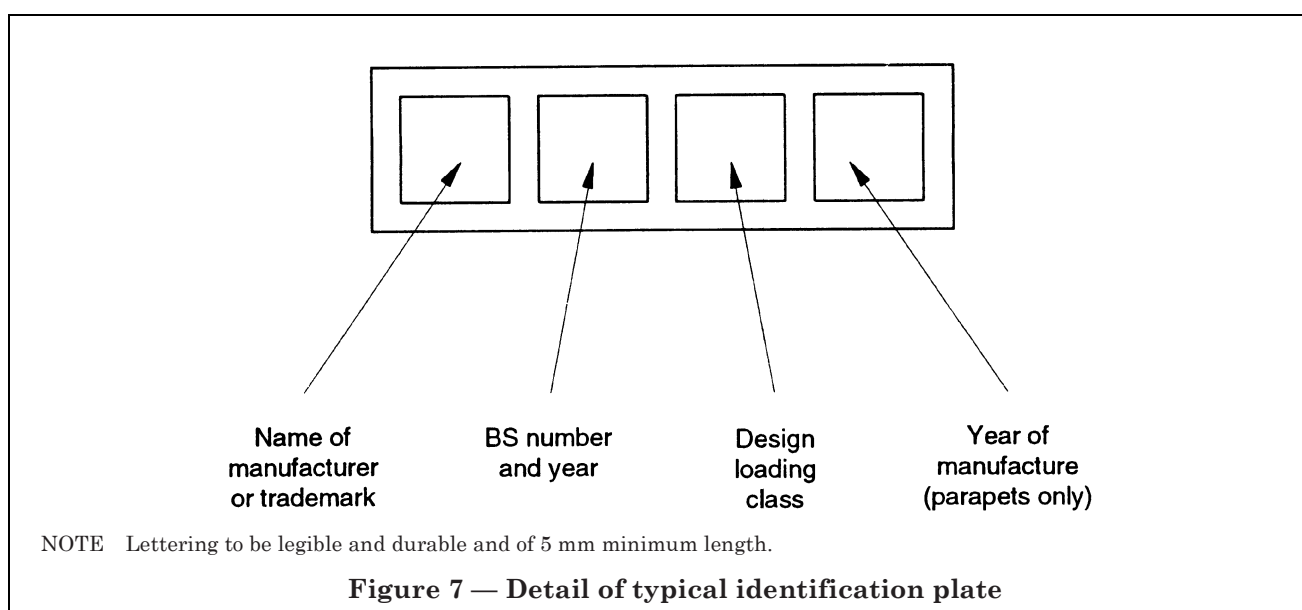 Name of
manufacturer
or trademark
BS number
and year
Design
loading
class
Year of
manufacture
(parapets only)
NOTE Lettering to be legible and durable and of 5 mm minimum length.
Figure 7 — Detail of typical identification plate